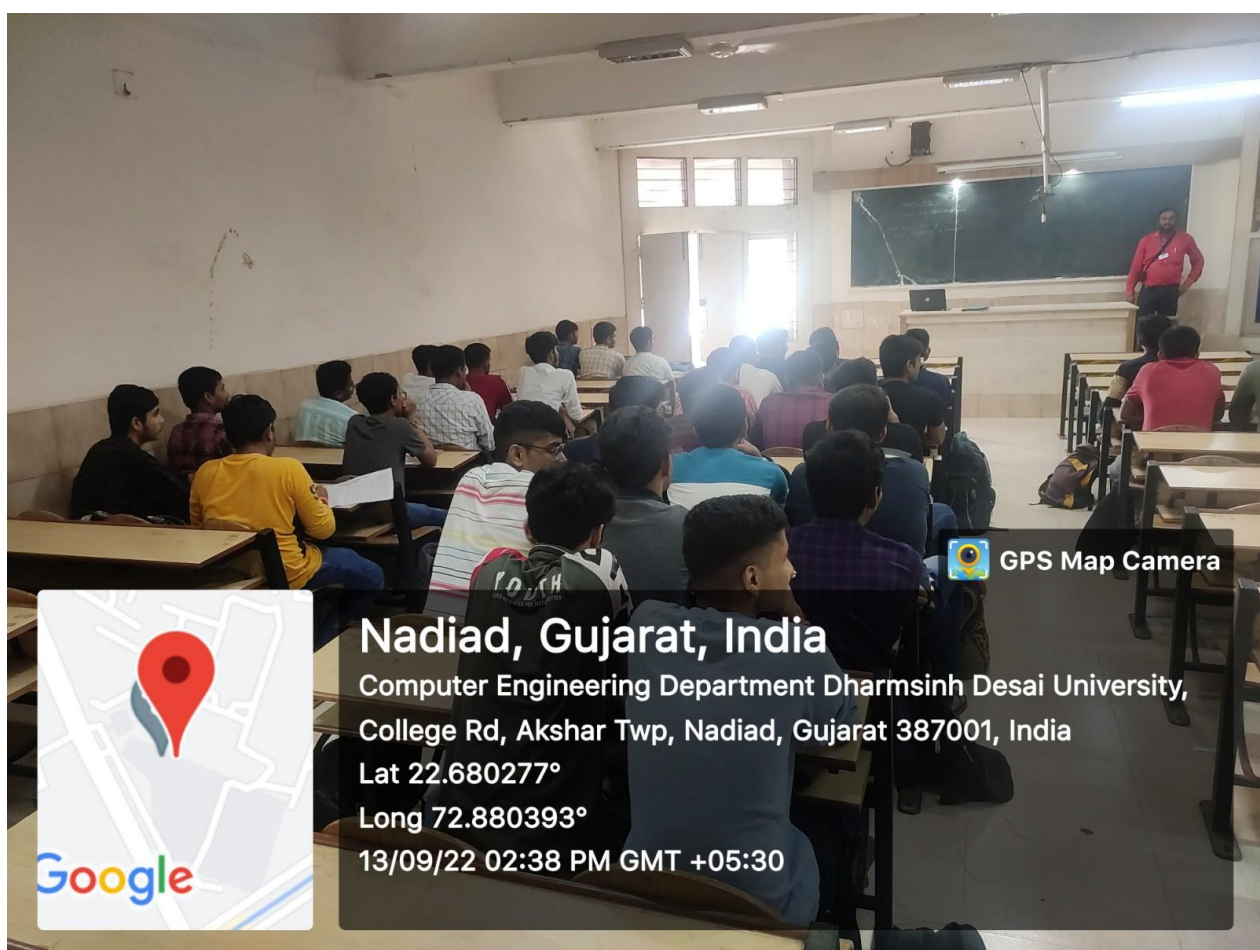 YOUTH
GPS Map Camera
Nadiad, Gujarat, India
Computer Engineering Department Dharmsinh Desai University,
College Rd, Akshar Twp, Nadiad, Gujarat 387001, India
Lat 22.680277°
Long 72.880393°
13/09/22 02:38 PM GMT +05:30
Google